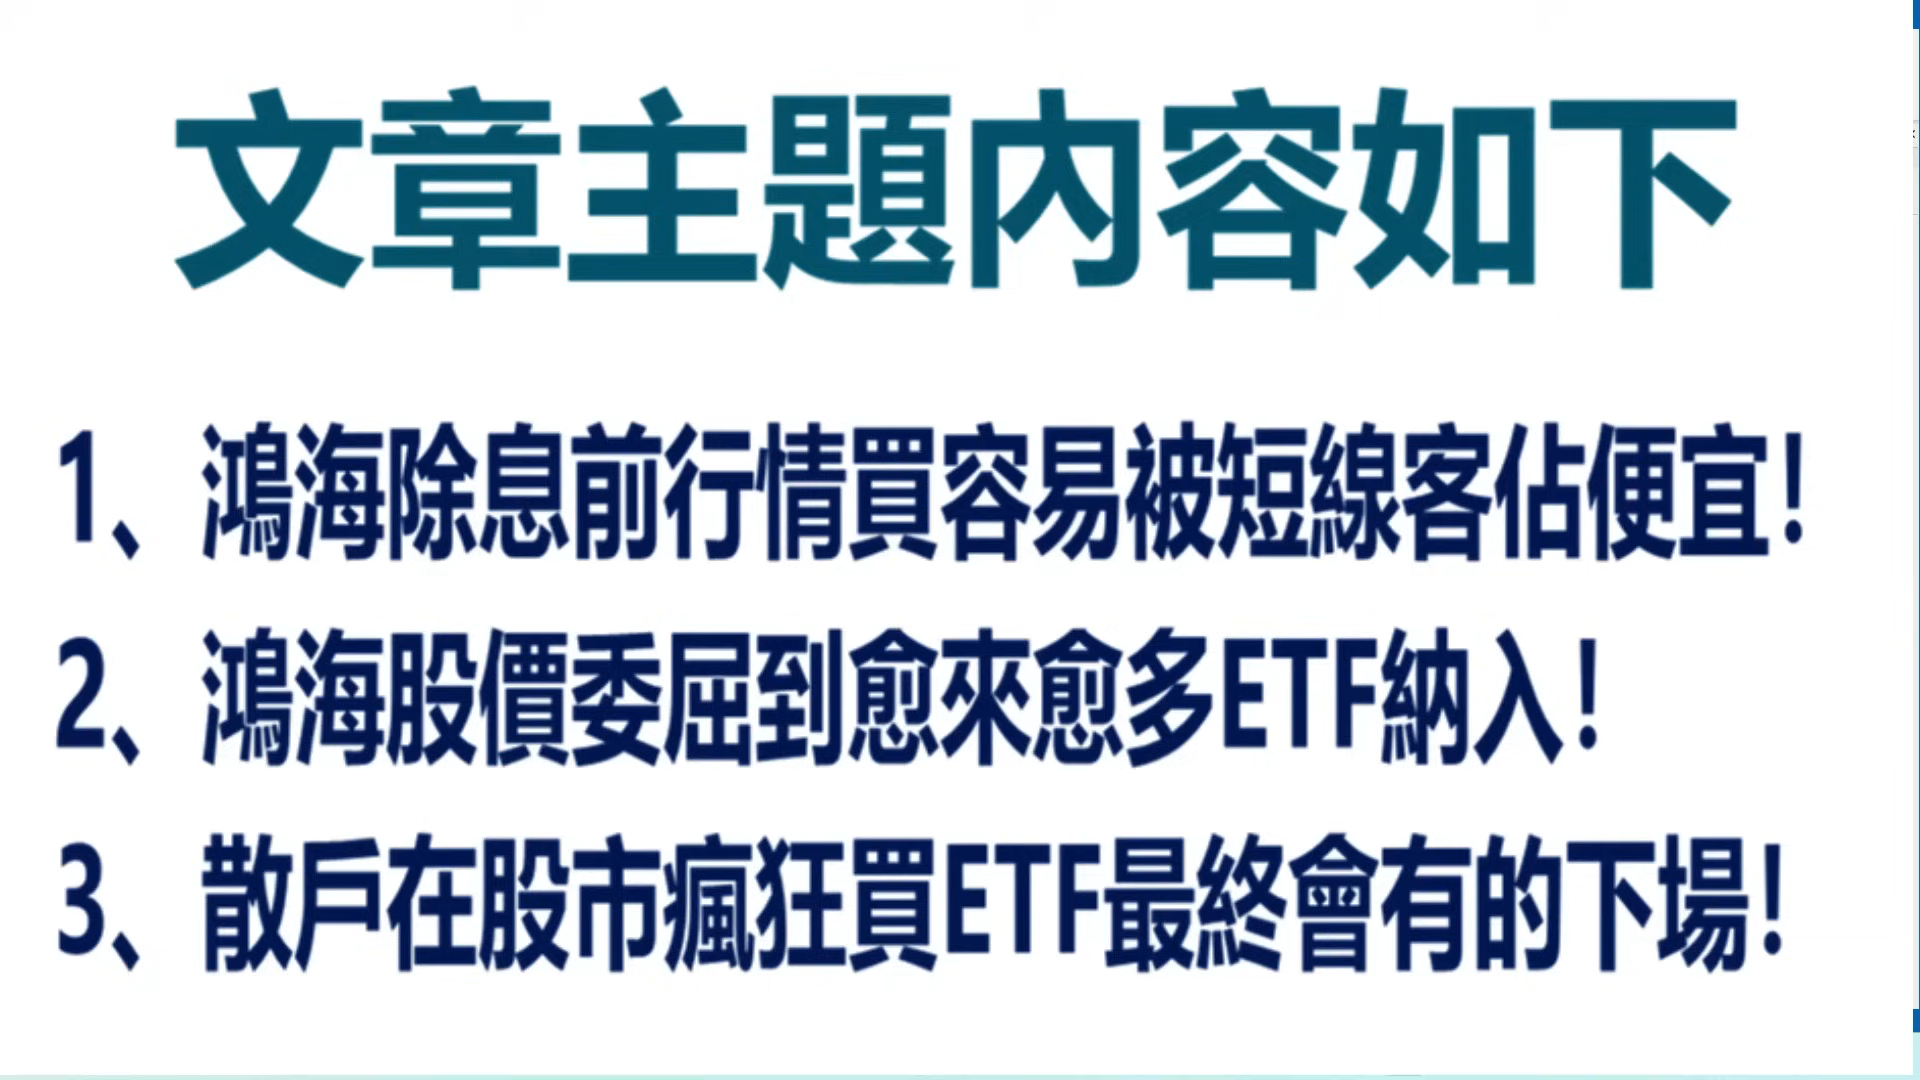 文章主題內容如下
1、鴻海除息前行情買容易被短線客佔便宜!
2、鴻海股價委屈到愈來愈多ETF納入!
3、散戶在股市瘋狂買ETF最終會有的下場!